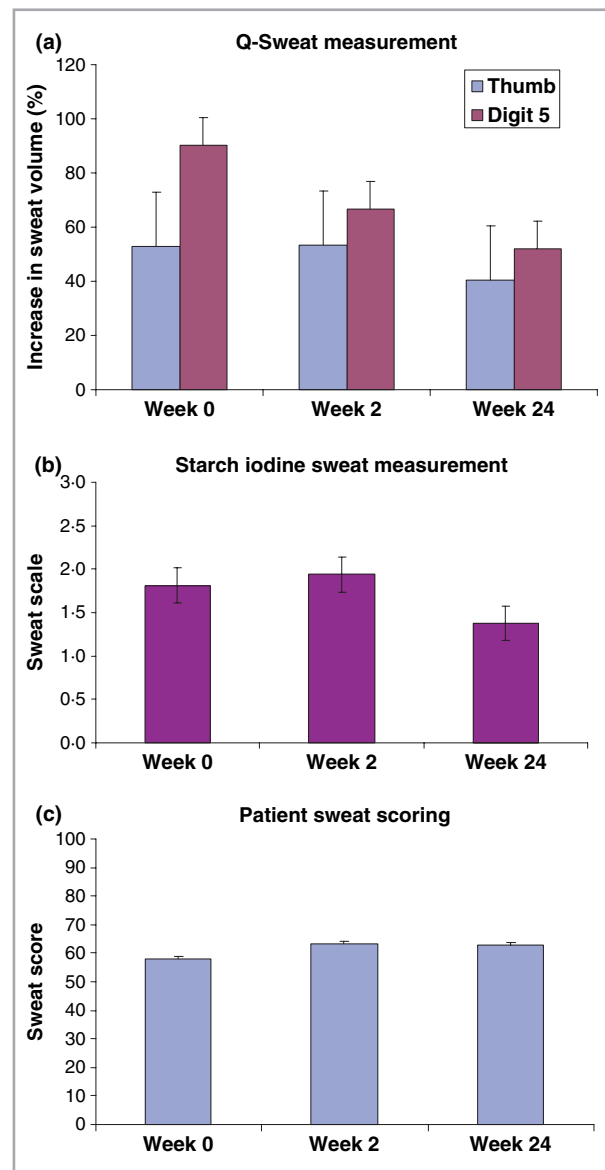 (a)
Q-Sweat measurement
120
100
80
60
40
20
0
Increase in sweat volume (%)
Thumb
Digit 5
Week 0 Week 2 Week 24
(b)
Starch iodine sweat measurement
3·0
2·5
2·0
1·5
1·0
0·5
0·0
Sweat scale
Week 0 Week 2 Week 24
(c)
Patient sweat scoring
100
90
80
70
60
50
40
30
20
10
0
Sweat score
Week 0 Week 2 Week 24